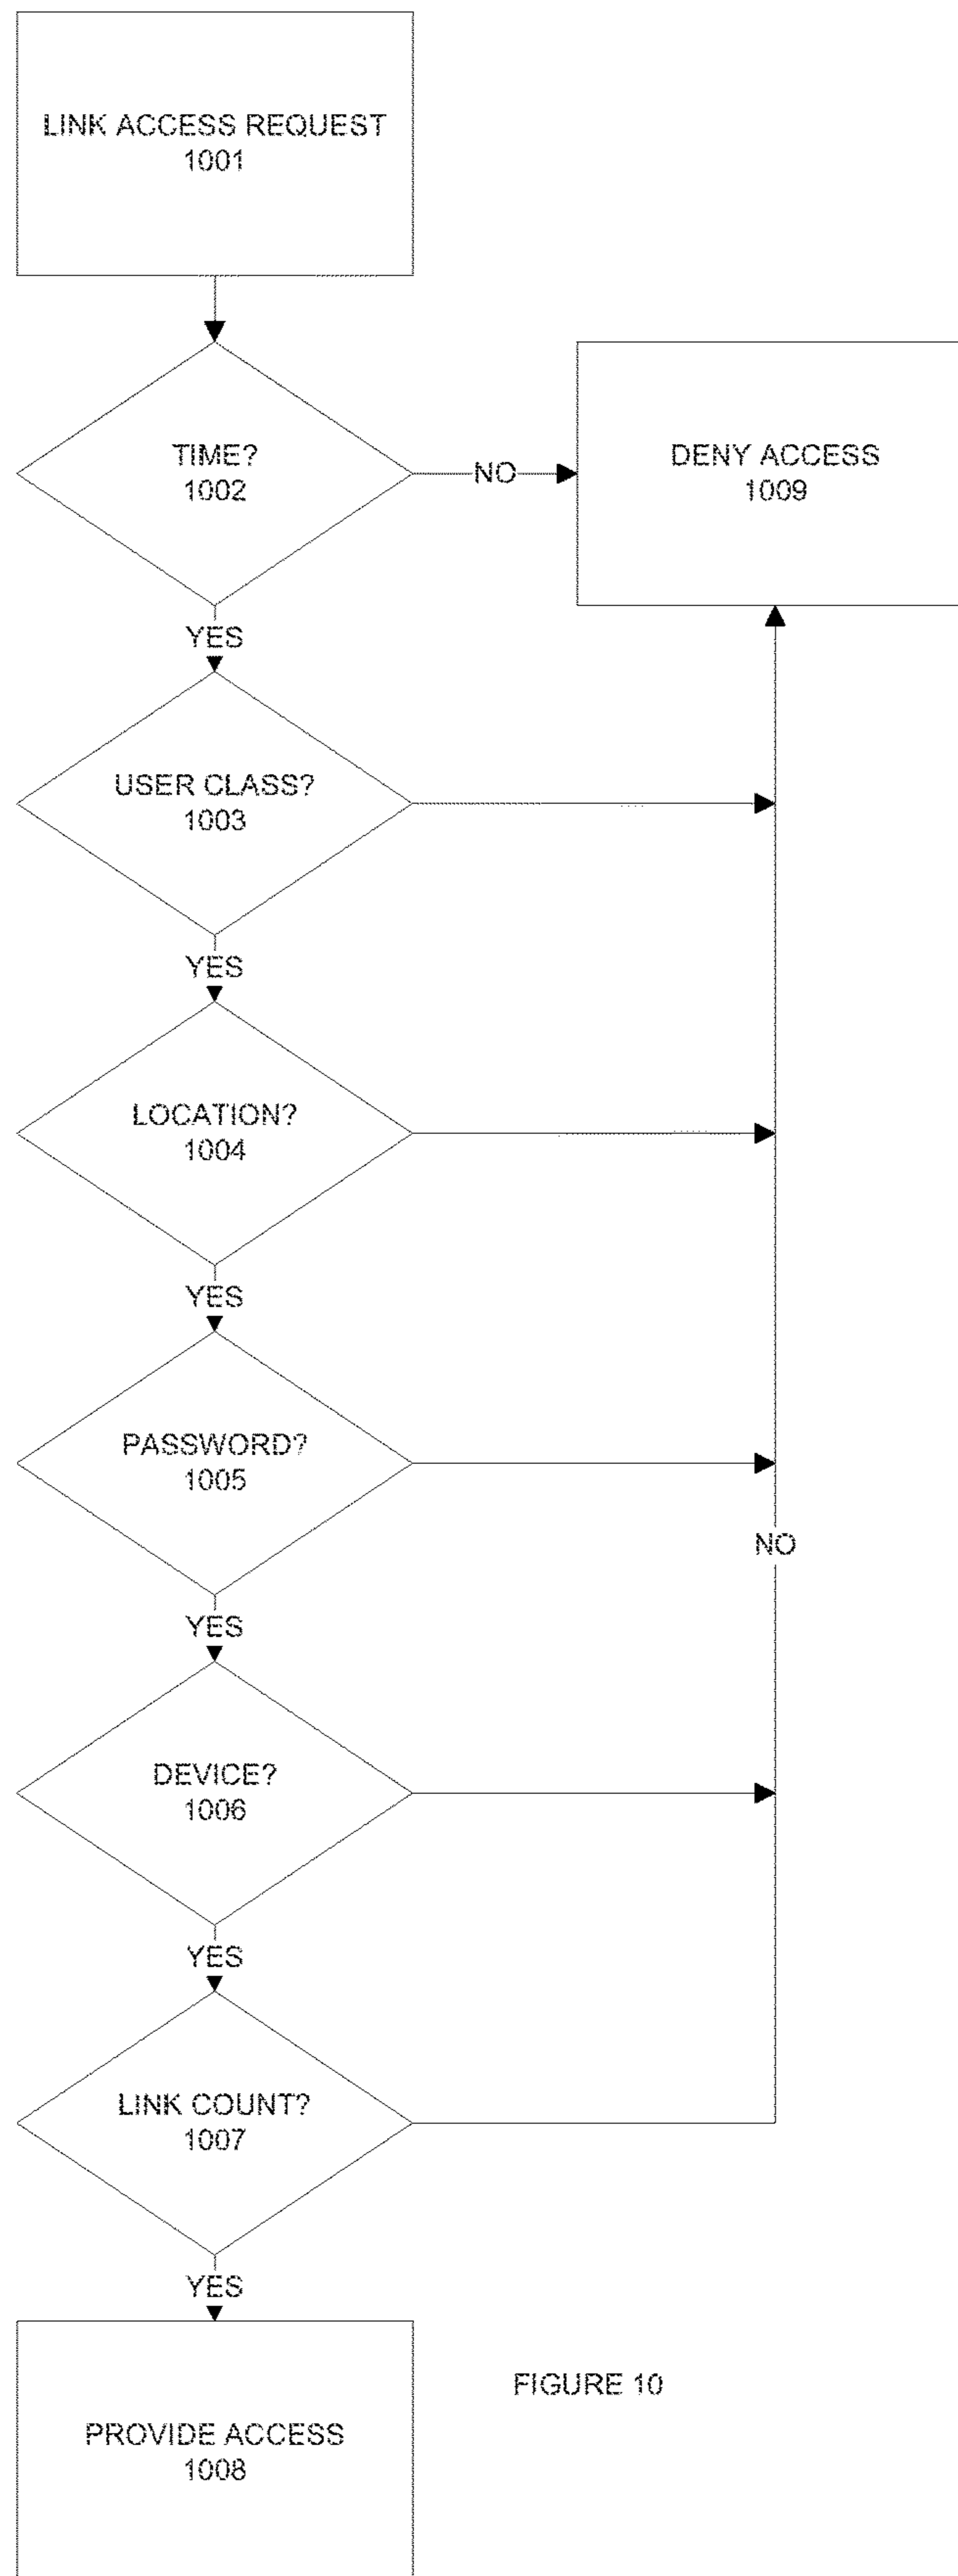 LINK ACCESS REQUEST
1001
TIME?
1002
NO
DENY ACCESS
1009
YES
USER CLASS?
1003
YES
LOCATION?
1004
YES
PASSWORD?
1005
NO
YES
DEVICE?
1006
YES
LINK COUNT?
1007
YES
FIGURE 10
PROVIDE ACCESS
1008